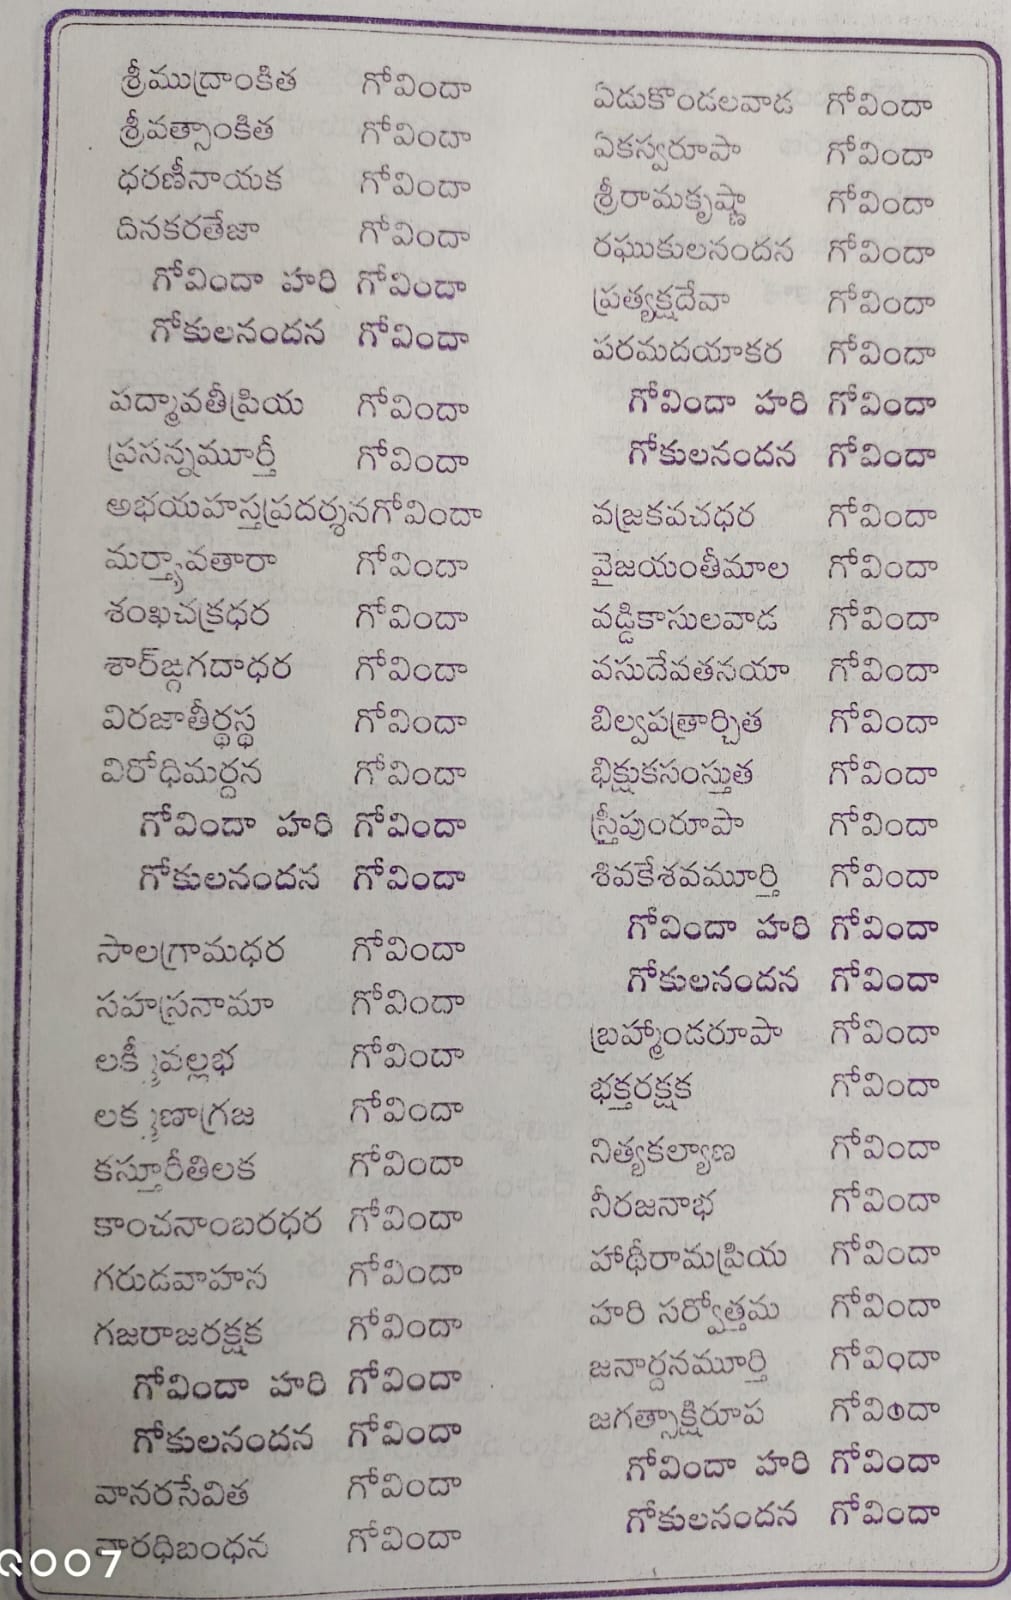 శ్రీముద్రాంకిత గోవిందా
శ్రీవత్సాంకిత గోవిందా
ధరణీనాయక గోవిందా
దినకరతేజా గోవిందా
గోవిందా హరి గోవిందా
గోకులనందన గోవిందా
పద్మావతీప్రియ గోవిందా
ప్రసన్నమూర్తీ గోవిందా
అభయహస్తప్రదర్శనగోవిందా
మర్త్యావతారా గోవిందా
శంఖచక్రధర గోవిందా
శార్‌ఙ్గగదాధర గోవిందా
విరజాతీర్థస్థ గోవిందా
విరోధిమర్దన గోవిందా
గోవిందా హరి గోవిందా
గోకులనందన గోవిందా
సాలగ్రామధర గోవిందా
సహస్రనామా గోవిందా
లక్ష్మీవల్లభ గోవిందా
లక్ష్మణాగ్రజ గోవిందా
కస్తూరీతిలక గోవిందా
కాంచనాంబరధర గోవిందా
గరుడవాహన గోవిందా
గజరాజరక్షక గోవిందా
గోవిందా హరి గోవిందా
గోకులనందన గోవిందా
వానరసేవిత గోవిందా
వారధిబంధన గోవిందా
ఏడుకొండలవాడ గోవిందా
ఏకస్వరూపా గోవిందా
శ్రీరామకృష్ణా గోవిందా
రఘుకులనందన గోవిందా
ప్రత్యక్షదేవా గోవిందా
పరమదయాకర గోవిందా
గోవిందా హరి గోవిందా
గోకులనందన గోవిందా
వజ్రకవచధర గోవిందా
వైజయంతీమాల గోవిందా
వడ్డికాసులవాడ గోవిందా
వసుదేవతనయా గోవిందా
బిల్వపత్రార్చిత గోవిందా
భిక్షుకసంస్తుత గోవిందా
స్త్రీపుంరూపా గోవిందా
శివకేశవమూర్తి గోవిందా
గోవిందా హరి గోవిందా
గోకులనందన గోవిందా
బ్రహ్మాండరూపా గోవిందా
భక్తరక్షక గోవిందా
నిత్యకల్యాణ గోవిందా
నీరజనాభ గోవిందా
హాథీరామప్రియ గోవిందా
హరి సర్వోత్తమ గోవిందా
జనార్దనమూర్తి గోవిందా
జగత్సాక్షిరూప గోవిందా
గోవిందా హరి గోవిందా
గోకులనందన గోవిందా